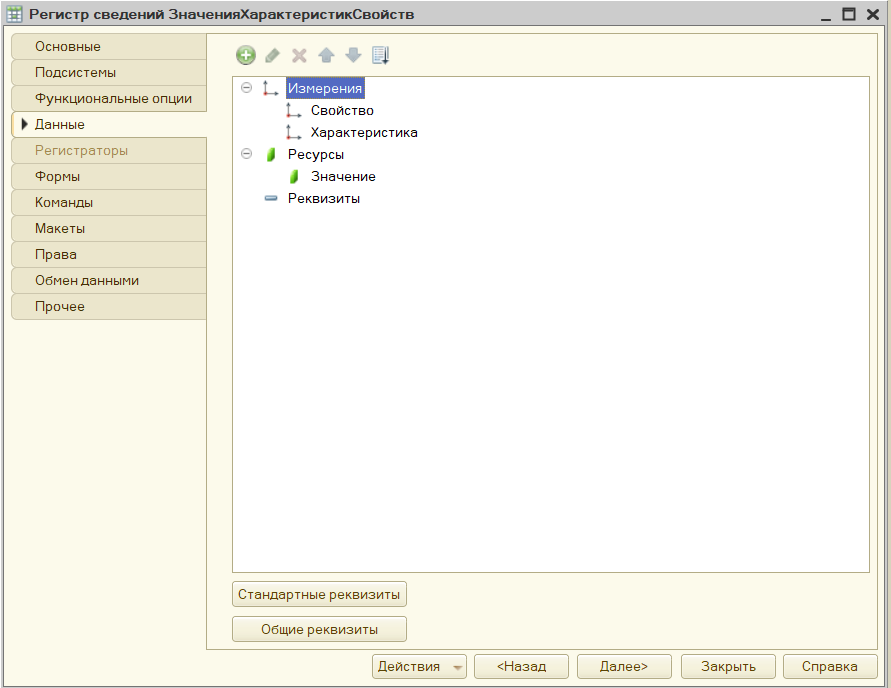 Регистр сведений ЗначенияХарактеристикСвойств
Основные
Подсистемы
Функциональные опции
Данные
Регистраторы
Формы
Команды
Макеты
Права
Обмен данными
Прочее
Измерения
Свойство
Характеристика
Ресурсы
Значение
Реквизиты
Стандартные реквизиты
Общие реквизиты
Действия
<Назад
Далее>
Закрыть
Справка